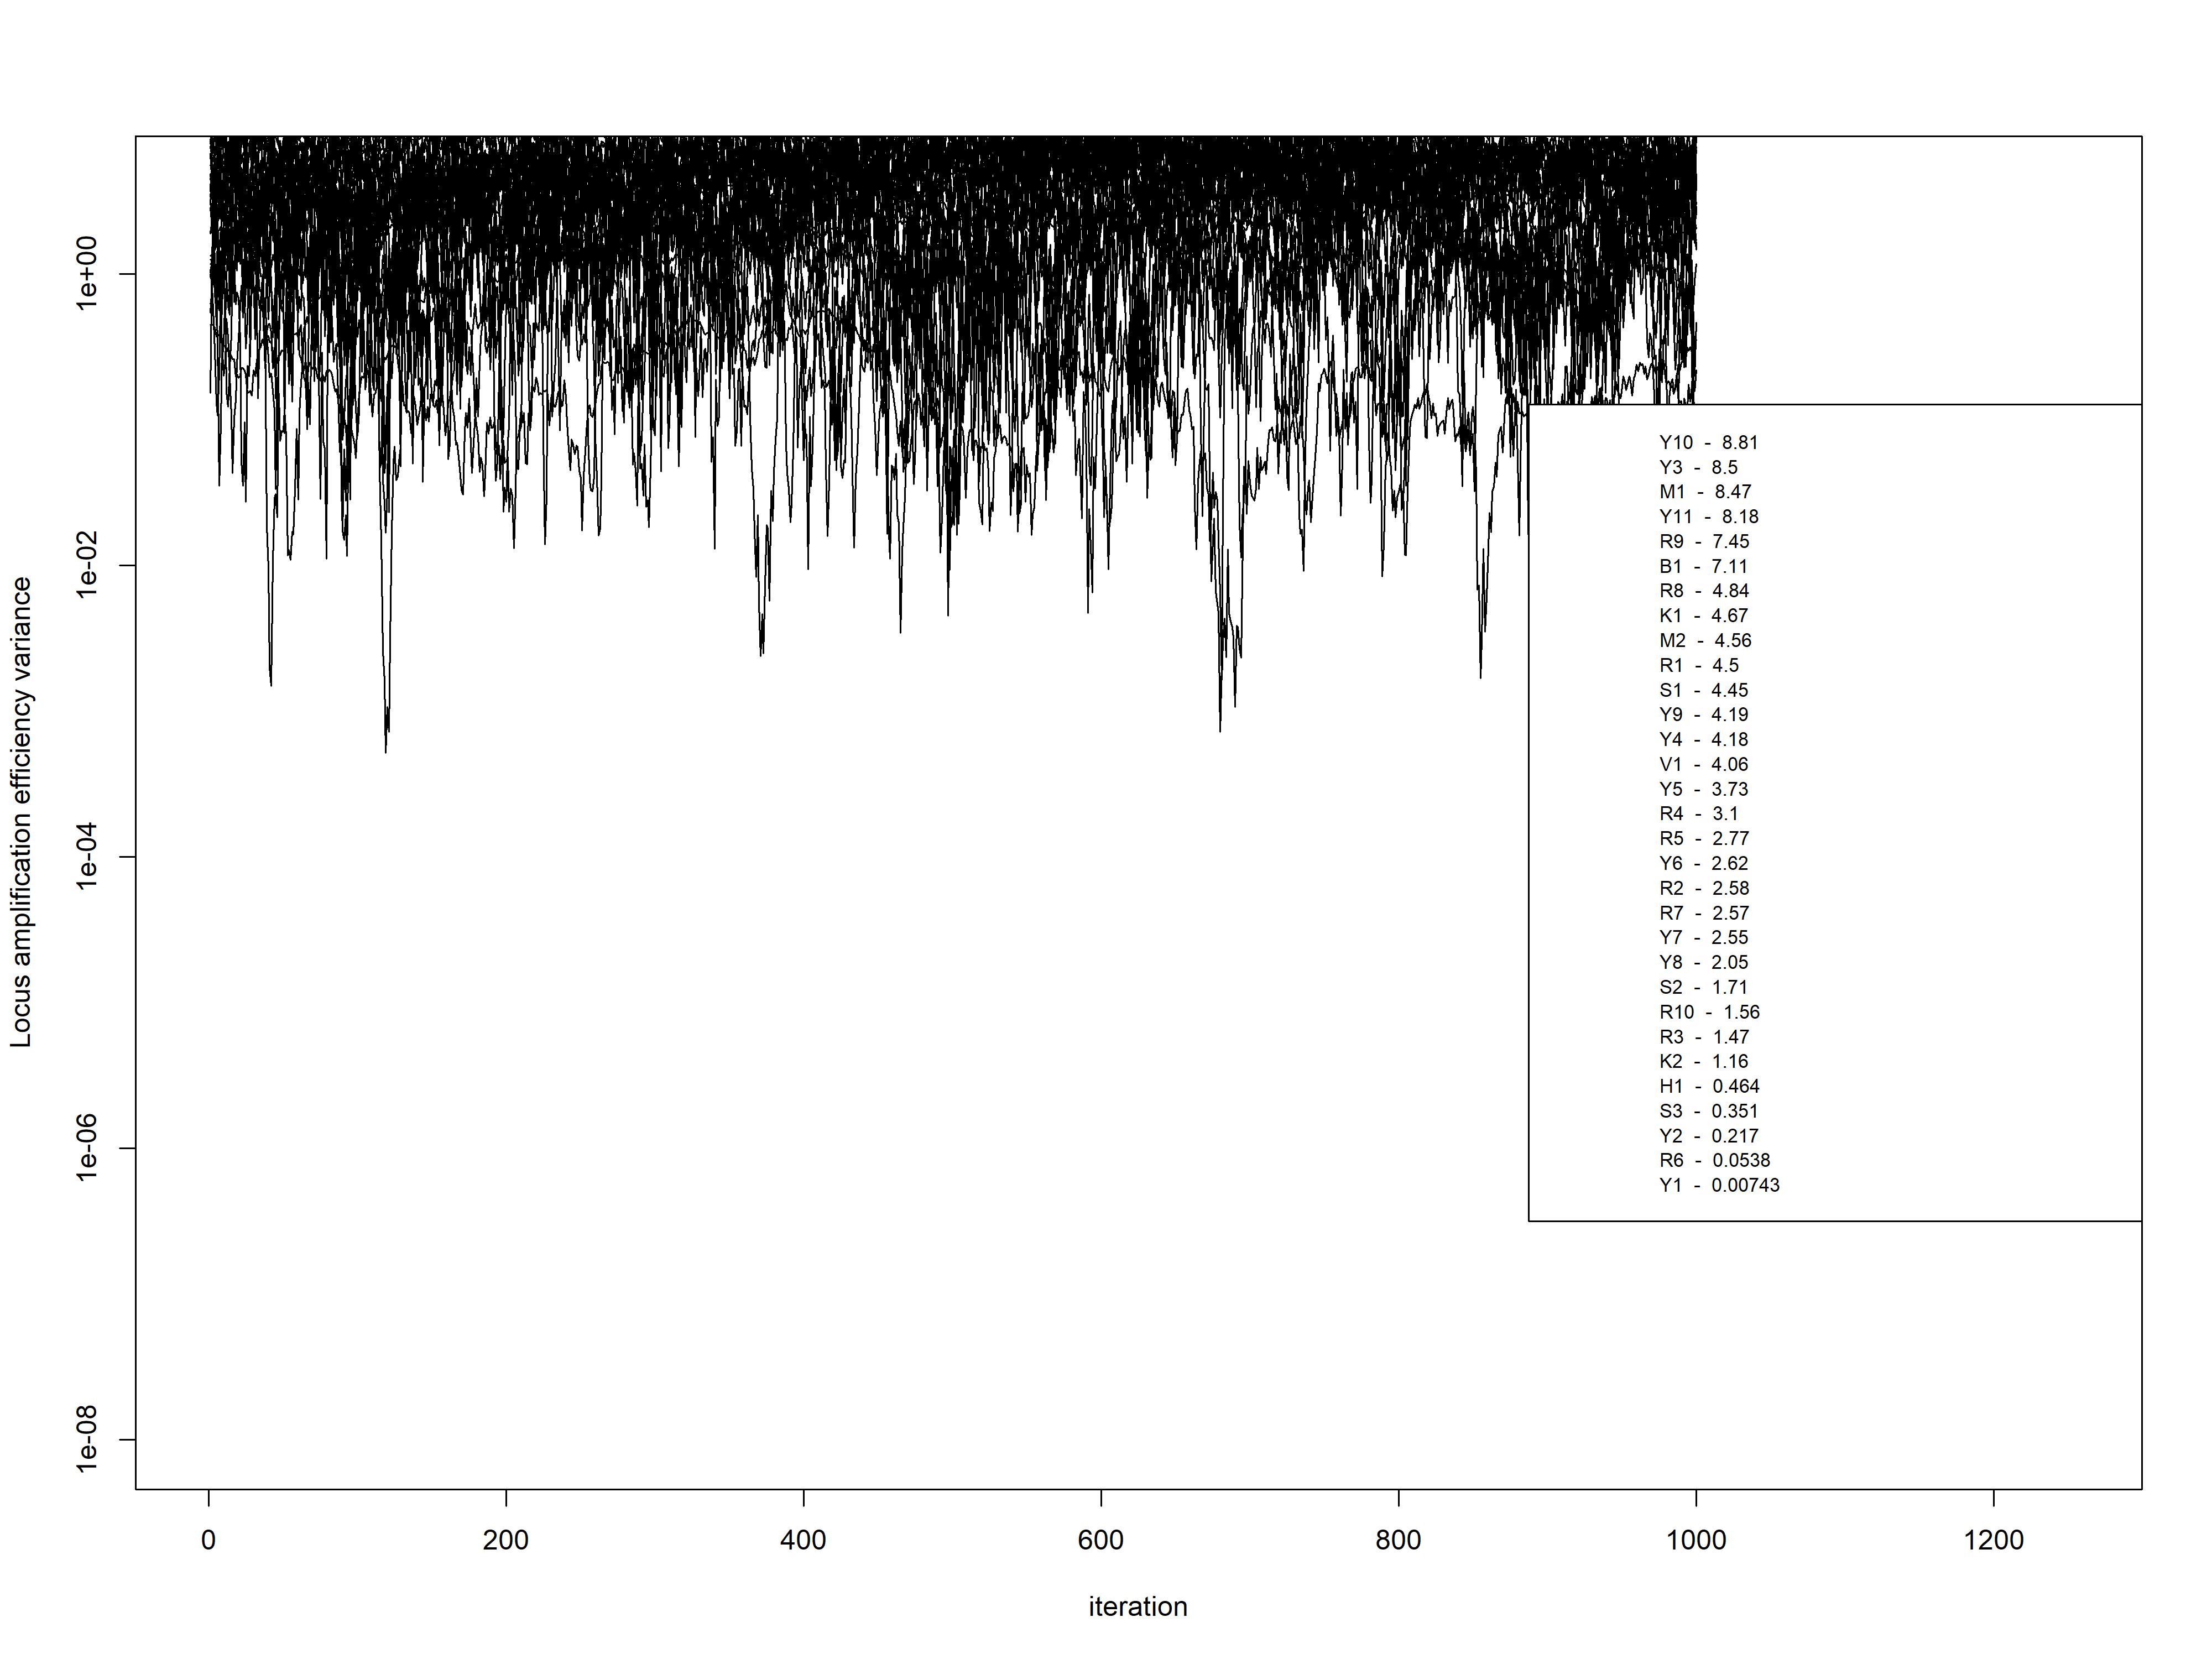 Locus amplification efficiency variance
1e+00
1e-02
1e-04
1e-06
1e-08
Y10 - 8.81
Y3 - 8.5
M1 - 8.47
Y11 - 8.18
R9 - 7.45
B1 - 7.11
R8 - 4.84
K1 - 4.67
M2 - 4.56
R1 - 4.5
S1 - 4.45
Y9 - 4.19
Y4 - 4.18
V1 - 4.06
Y5 - 3.73
R4 - 3.1
R5 - 2.77
Y6 - 2.62
R2 - 2.58
R7 - 2.57
Y7 - 2.55
Y8 - 2.05
S2 - 1.71
R10 - 1.56
R3 - 1.47
K2 - 1.16
H1 - 0.464
S3 - 0.351
Y2 - 0.217
R6 - 0.0538
Y1 - 0.00743
0 200 400 600 800 1000 1200
iteration